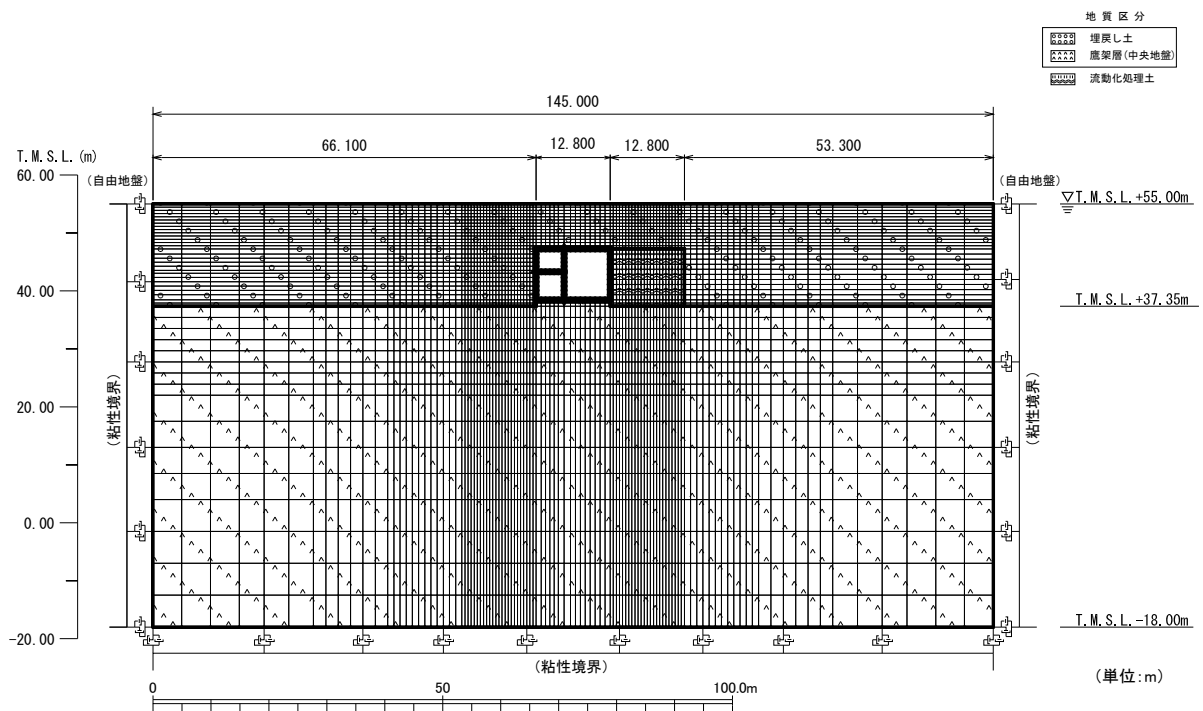 地質区分
埋戻し土
鷹架層(中央地盤)
流動化処理土
145.000
66.100
12.800
12.800
53.300
T.M.S.L.(m)
60.00
40.00
20.00
0.00
-20.00
(自由地盤)
(自由地盤)
T.M.S.L.+55.00m
T.M.S.L.+37.35m
T.M.S.L.-18.00m
(粘性境界)
(粘性境界)
(粘性境界)
(単位:m)
0
50
100.0m